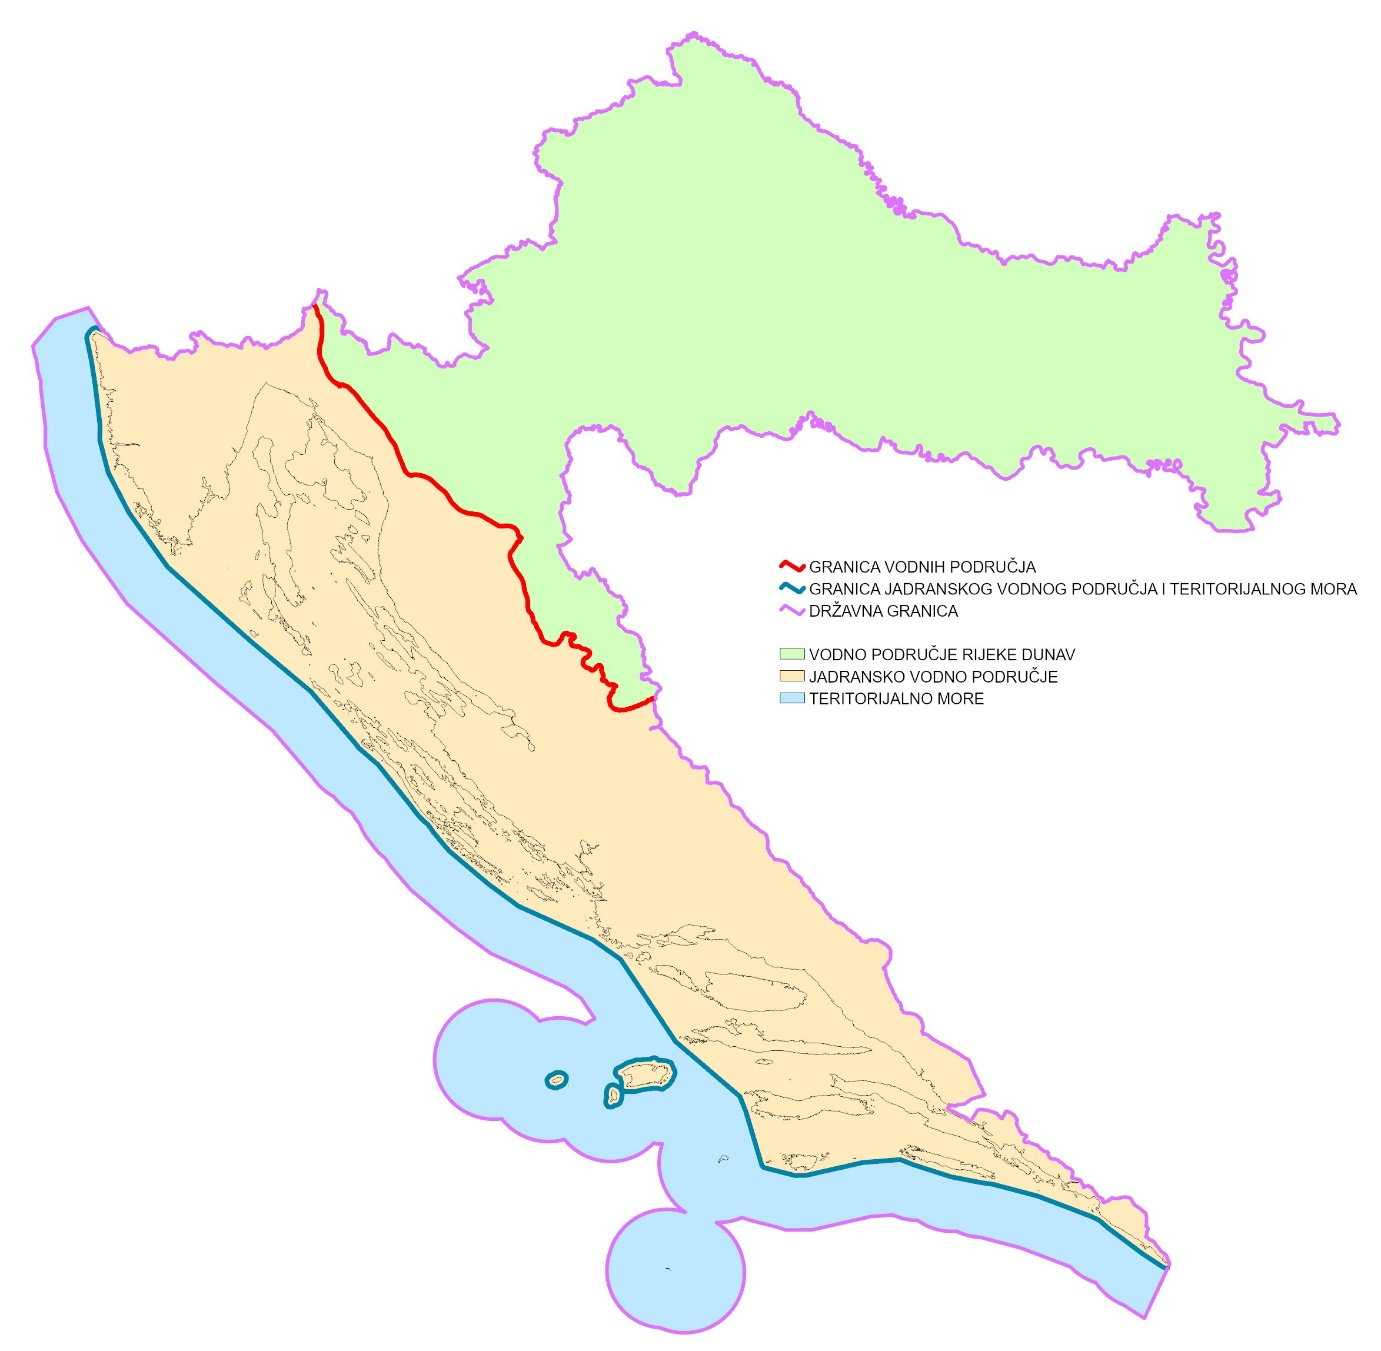 GRANICA VODNIH PODRUČJA
GRANICA JADRANSKOG VODNOG PODRUČJA I TERITORIJALNOG MORA
DRŽAVNA GRANICA
VODNO PODRUČJE RIJEKE DUNAV
JADRANSKO VODNO PODRUČJE
TERITORIJALNO MORE